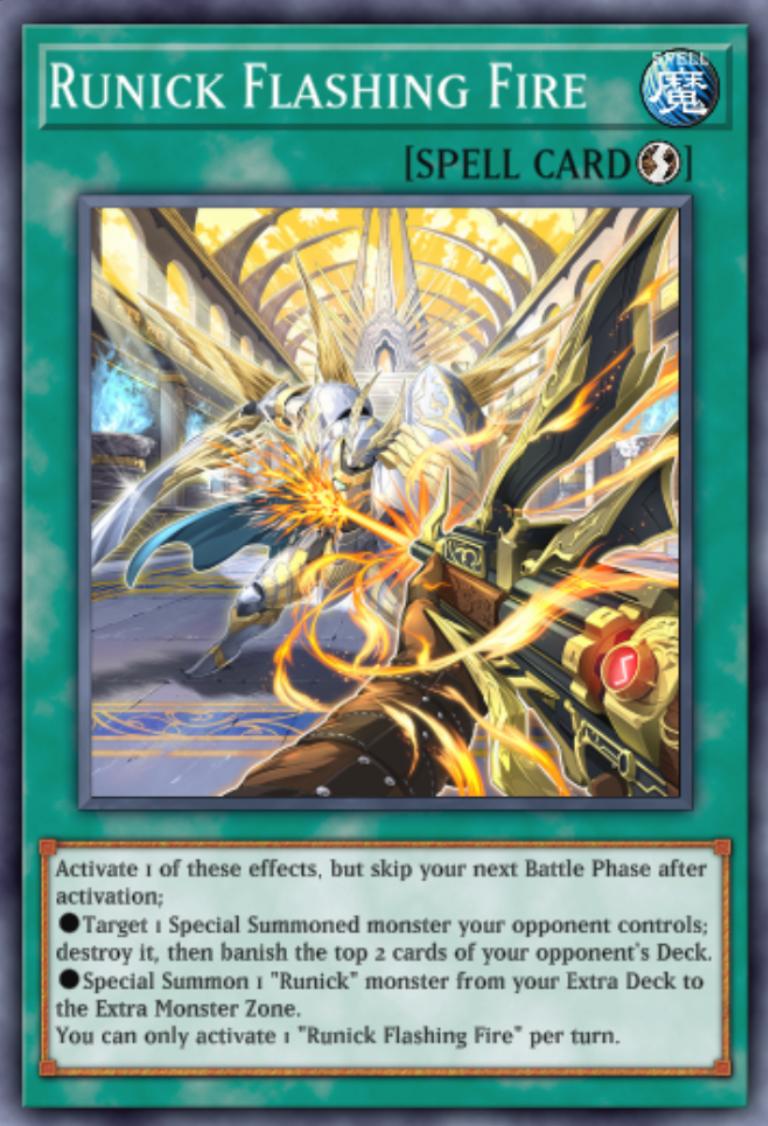 RUNICK FLASHING FIRE
SPELL
魔
[SPELL CARD]
Activate 1 of these effects, but skip your next Battle Phase after
activation;
●Target 1 Special Summoned monster your opponent controls;
destroy it, then banish the top 2 cards of your opponent's Deck.
●Special Summon 1 "Runick" monster from your Extra Deck to
the Extra Monster Zone.
You can only activate 1 "Runick Flashing Fire" per turn.